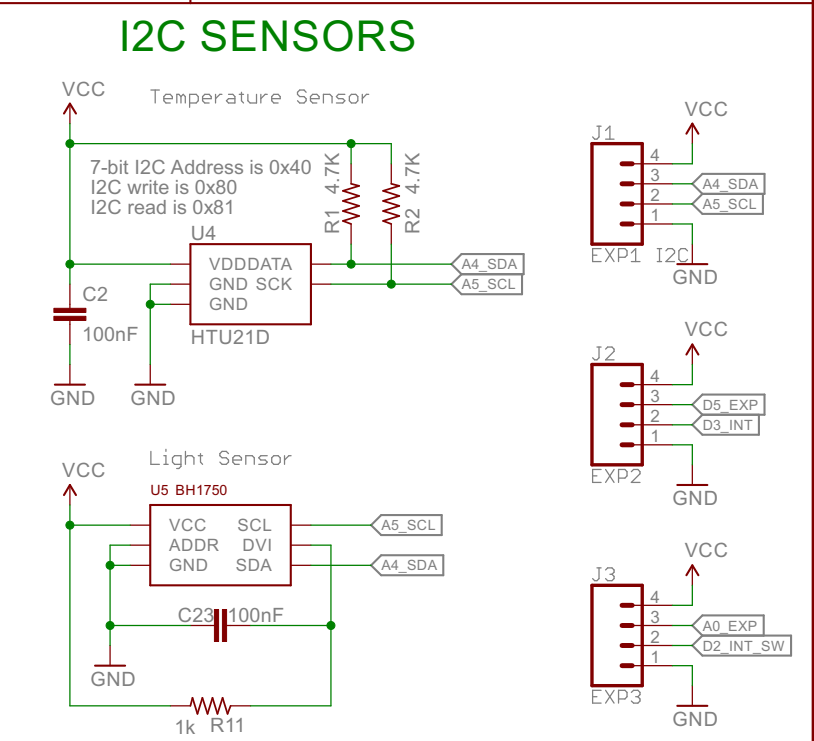 I2C SENSORS
VCC
Temperature Sensor
7-bit I2C Address is 0x40
I2C write is 0x80
I2C read is 0x81
R1 4.7K
R2 4.7K
U4
VDDDATA
GND SCK
GND
HTU21D
A4_SDA
A5_SCL
C2
100nF
GND
GND
VCC
Light Sensor
U5 BH1750
VCC SCL
ADDR DVI
GND SDA
A5_SCL
A4_SDA
C23 100nF
GND
1k R11
VCC
J1
4
3
2
1
A4_SDA
A5_SCL
EXP1 I2C
GND
VCC
J2
4
3
2
1
D5_EXP
D3_INT
EXP2
GND
VCC
J3
4
3
2
1
A0_EXP
D2_INT_SW
EXP3
GND